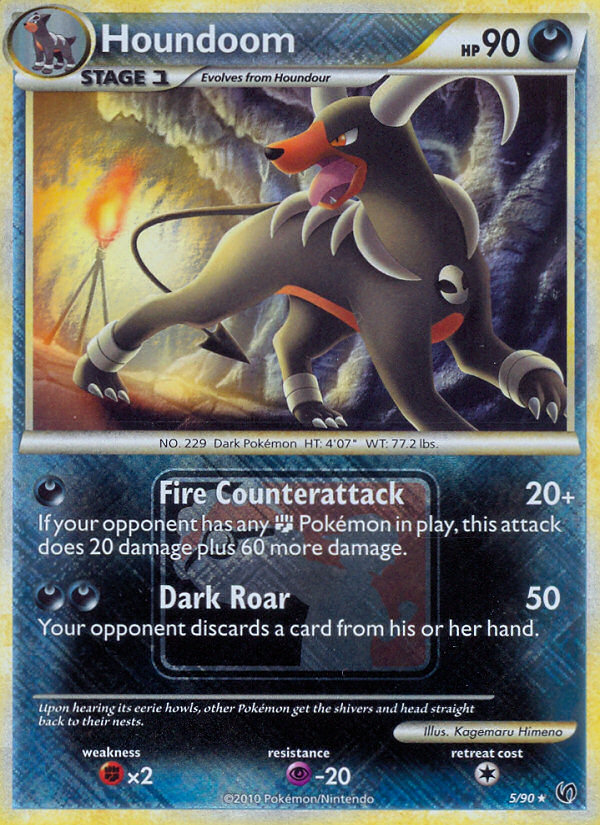 Houndoom
HP 90
STAGE 1
Evolves from Houndour
NO. 229 Dark Pokémon HT: 4'07" WT: 77.2 lbs.
Fire Counterattack 20+
If your opponent has any Pokémon in play, this attack
does 20 damage plus 60 more damage.
Dark Roar 50
Your opponent discards a card from his or her hand.
Upon hearing its eerie howls, other Pokémon get the shivers and head straight
back to their nests.
Illus. Kagemaru Himeno
weakness resistance retreat cost
×2 -20
©2010 Pokémon/Nintendo 5/90 ★